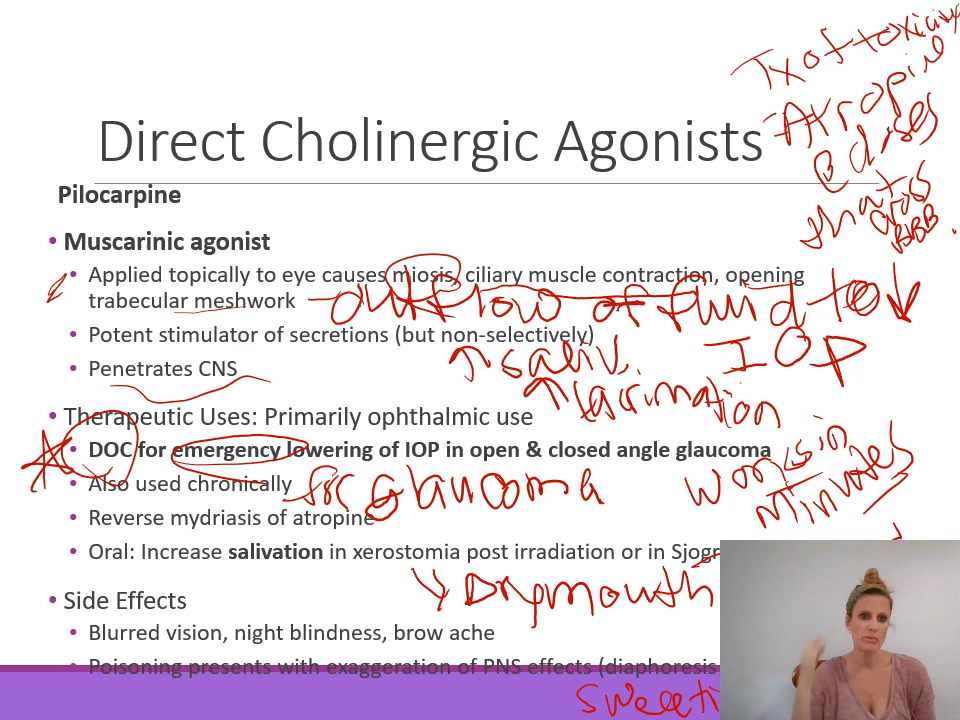 Tx of toxicity
Atropine
@ doses
that
cross
BBB
Direct Cholinergic Agonists
Pilocarpine
• Muscarinic agonist
• Applied topically to eye causes miosis, ciliary muscle contraction, opening
trabecular meshwork
outflow of fluid to ↓
IOP
• Potent stimulator of secretions (but non-selectively)
↑ saliv.
• Penetrates CNS
↑ lacrimation
• Therapeutic Uses: Primarily ophthalmic use
• DOC for emergency lowering of IOP in open & closed angle glaucoma
works in
minutes
• Also used chronically
for glaucoma
• Reverse mydriasis of atropine
• Oral: Increase salivation in xerostomia post irradiation or in Sjogr
↓ Dry mouth
• Side Effects
• Blurred vision, night blindness, brow ache
• Poisoning presents with exaggeration of PNS effects (diaphoresis
sweati